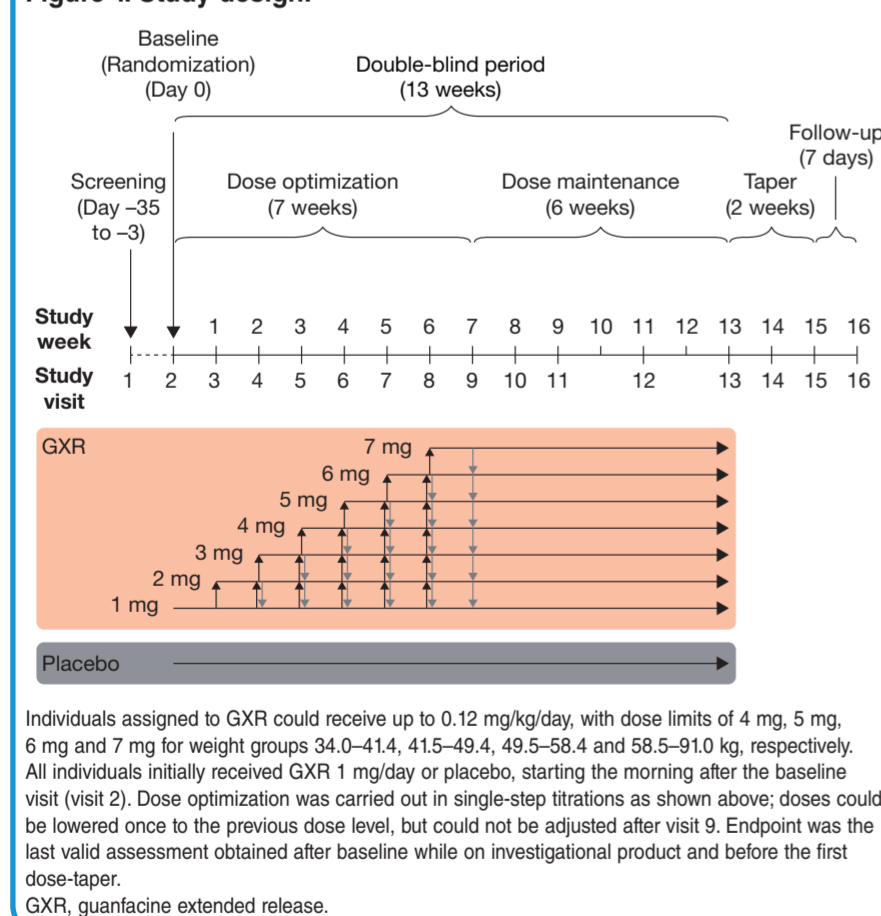 Figure 1. Study design.
Baseline
(Randomization)
(Day 0)
Double-blind period
(13 weeks)
Follow-up
(7 days)
Screening
(Day –35
to –3)
Dose optimization
(7 weeks)
Dose maintenance
(6 weeks)
Taper
(2 weeks)
Study
week
1 2 3 4 5 6 7 8 9 10 11 12 13 14 15 16
Study
visit
1 2 3 4 5 6 7 8 9 10 11 12 13 14 15 16
GXR
7 mg
6 mg
5 mg
4 mg
3 mg
2 mg
1 mg
Placebo
Individuals assigned to GXR could receive up to 0.12 mg/kg/day, with dose limits of 4 mg, 5 mg,
6 mg and 7 mg for weight groups 34.0–41.4, 41.5–49.4, 49.5–58.4 and 58.5–91.0 kg, respectively.
All individuals initially received GXR 1 mg/day or placebo, starting the morning after the baseline
visit (visit 2). Dose optimization was carried out in single-step titrations as shown above; doses could
be lowered once to the previous dose level, but could not be adjusted after visit 9. Endpoint was the
last valid assessment obtained after baseline while on investigational product and before the first
dose-taper.
GXR, guanfacine extended release.